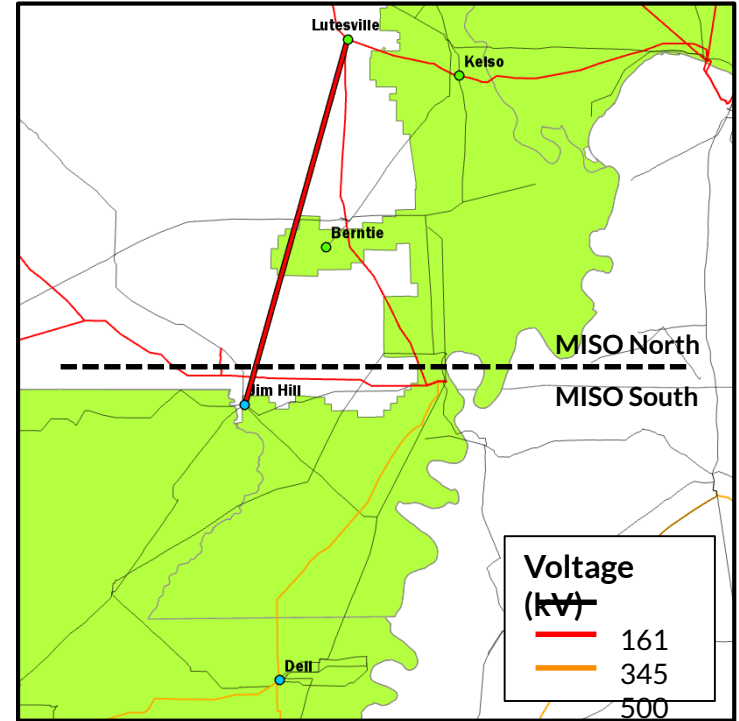 Lutesville
Kelso
Berntie
MISO North
Jim Hill
MISO South
Voltage
(kV)
161
345
500
Dell